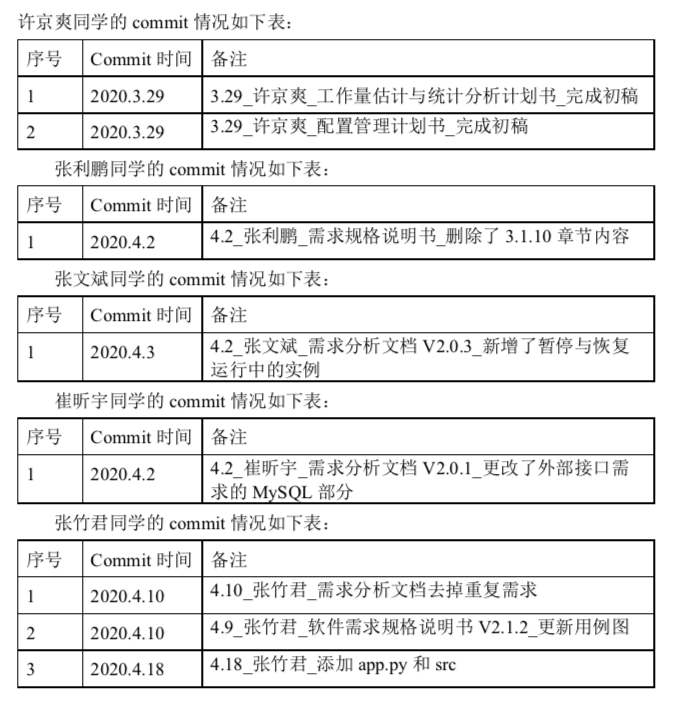 许京爽同学的 commit 情况如下表：
序号 Commit 时间 备注
1 2020.3.29 3.29_许京爽_工作量估计与统计分析计划书_完成初稿
2 2020.3.29 3.29_许京爽_配置管理计划书_完成初稿
张利鹏同学的 commit 情况如下表：
序号 Commit 时间 备注
1 2020.4.2 4.2_张利鹏_需求规格说明书_删除了 3.1.10 章节内容
张文斌同学的 commit 情况如下表：
序号 Commit 时间 备注
1 2020.4.3 4.2_张文斌_需求分析文档 V2.0.3_新增了暂停与恢复
运行中的实例
崔昕宇同学的 commit 情况如下表：
序号 Commit 时间 备注
1 2020.4.2 4.2_崔昕宇_需求分析文档 V2.0.1_更改了外部接口需
求的 MySQL 部分
张竹君同学的 commit 情况如下表：
序号 Commit 时间 备注
1 2020.4.10 4.10_张竹君_需求分析文档去掉重复需求
2 2020.4.10 4.9_张竹君_软件需求规格说明书 V2.1.2_更新用例图
3 2020.4.18 4.18_张竹君_添加 app.py 和 src